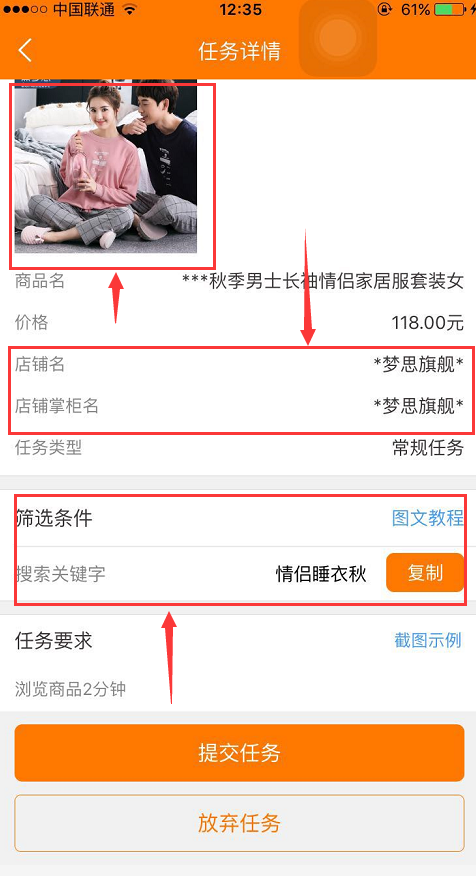 中国联通 12:35 61%
任务详情
商品名 ***秋季男士长袖情侣家居服套装女
价格 118.00元
店铺名 *梦思旗舰*
店铺掌柜名 *梦思旗舰*
任务类型 常规任务
筛选条件 图文教程
搜索关键字 情侣睡衣秋 复制
任务要求 截图示例
浏览商品2分钟
提交任务
放弃任务